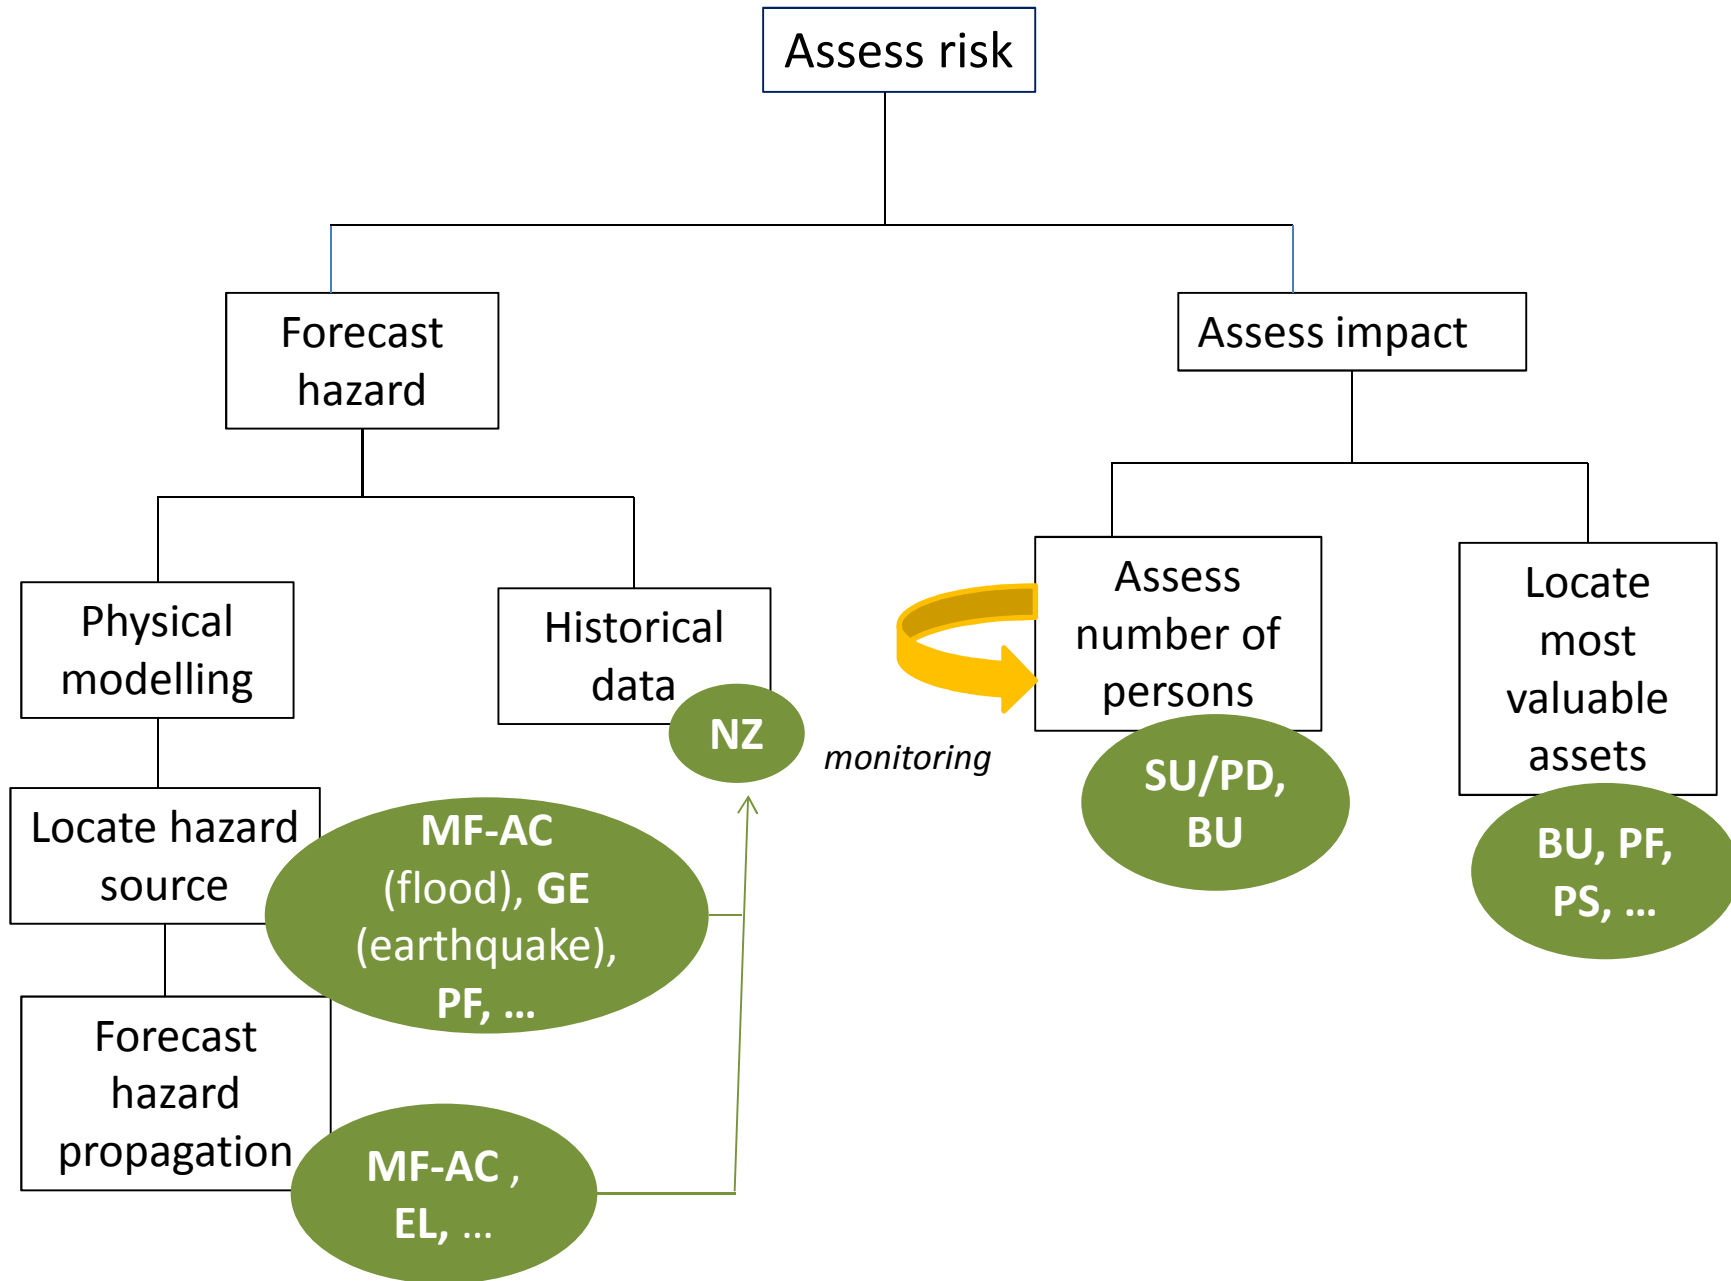 Assess risk
Forecast
hazard
Assess impact
Physical
modelling
Historical
data
NZ
monitoring
Assess
number of
persons
SU/PD,
BU
Locate
most
valuable
assets
BU, PF,
PS, ...
Locate hazard
source
MF-AC
(flood), GE
(earthquake),
PF, ...
Forecast
hazard
propagation
MF-AC ,
EL, ...